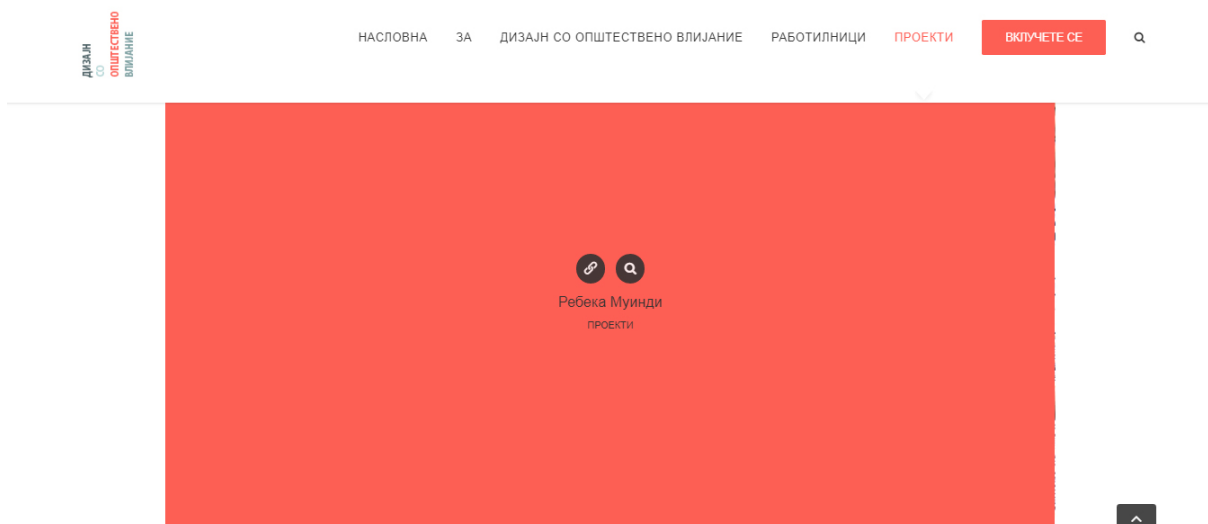 ДИЗАЈН
СО
ОПШТЕСТВЕНО
ВЛИЈАНИЕ
НАСЛОВНА ЗА ДИЗАЈН СО ОПШТЕСТВЕНО ВЛИЈАНИЕ РАБОТИЛНИЦИ ПРОЕКТИ ВКЛУЧЕТЕ СЕ
Ребека Муинди
ПРОЕКТИ